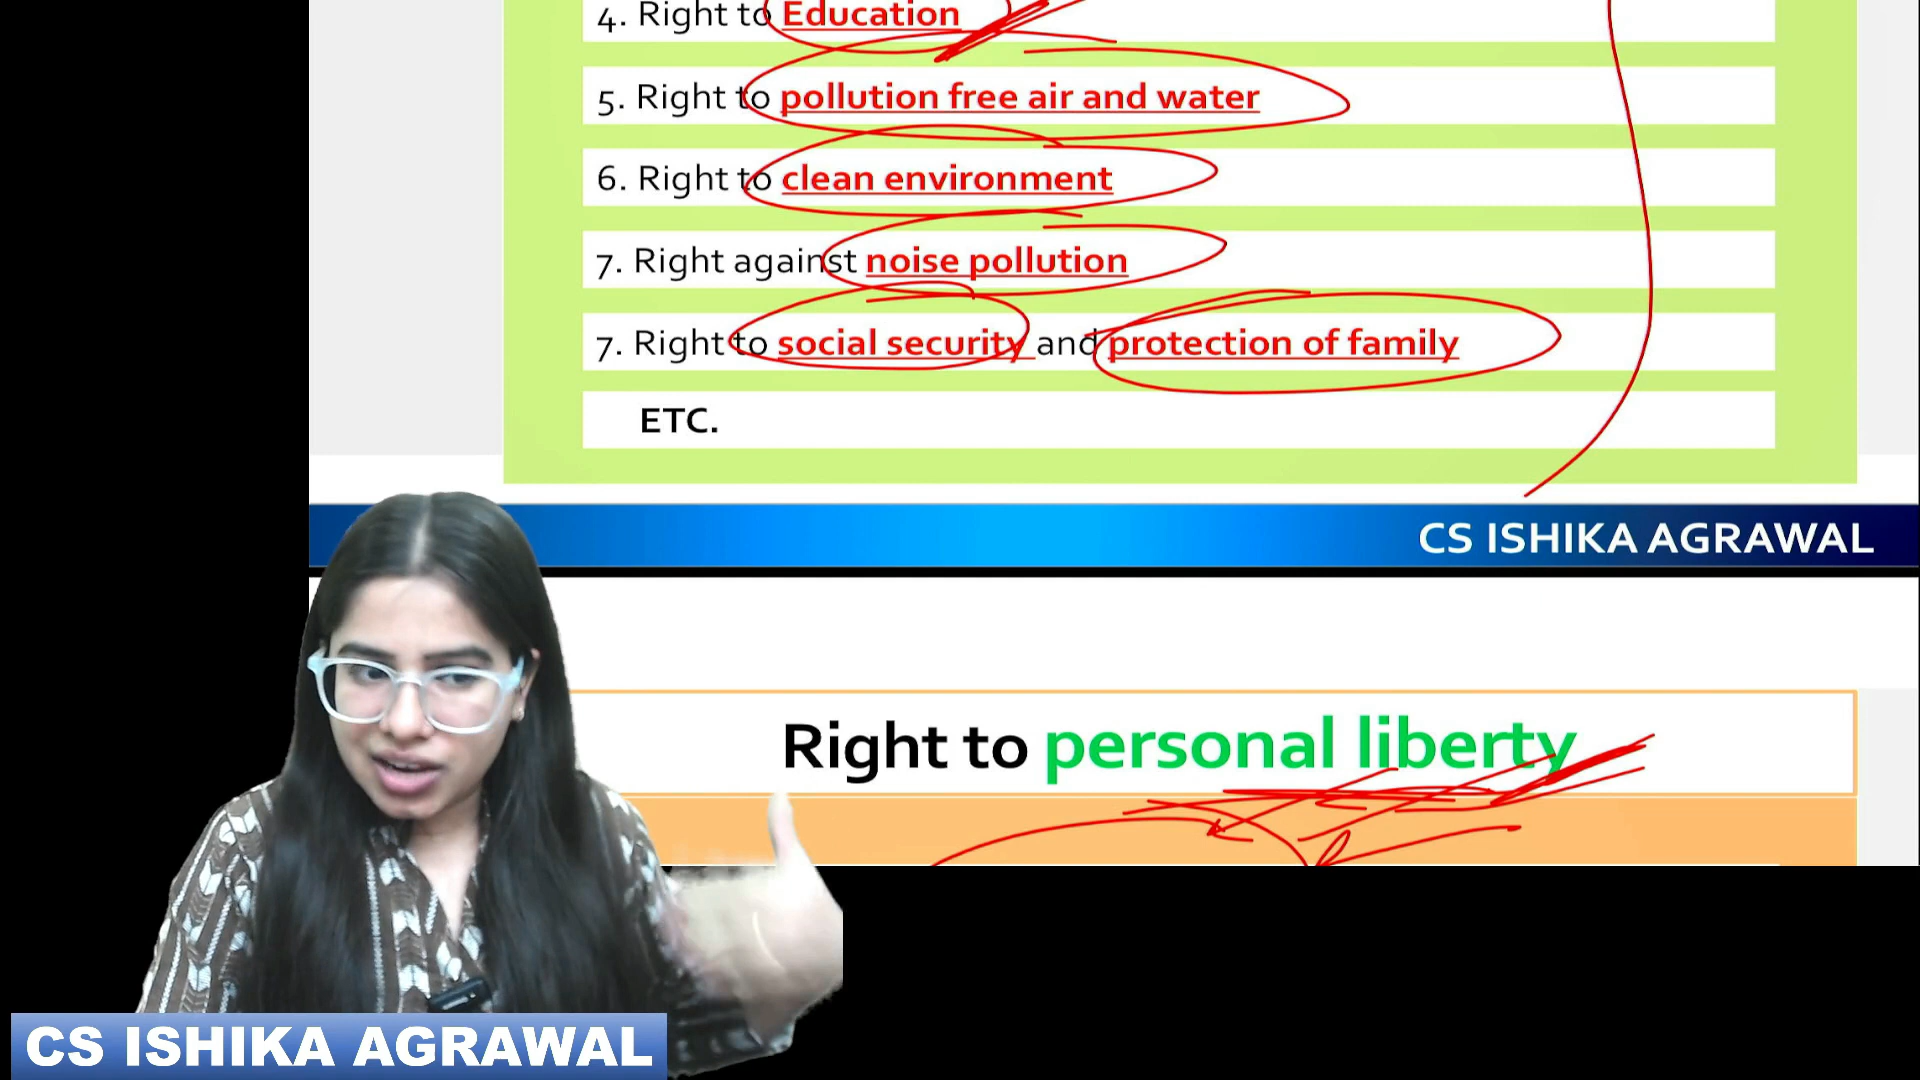 4. Right to Education
5. Right to pollution free air and water
6. Right to clean environment
7. Right against noise pollution
7. Right to social security and protection of family
ETC.
CS ISHIKA AGRAWAL
Right to personal liberty
CS ISHIKA AGRAWAL